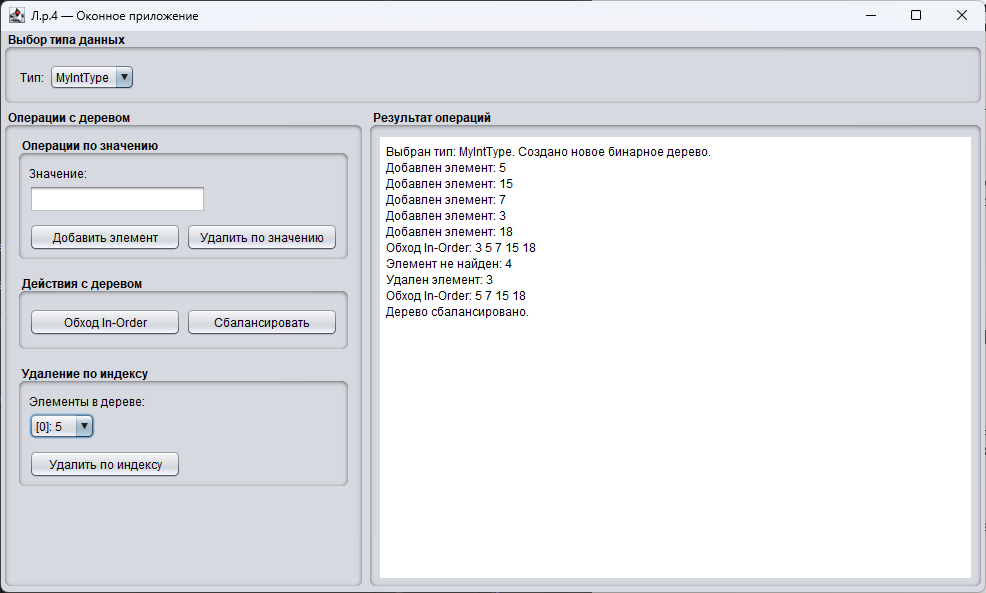 Л.р.4 — Оконное приложение
Выбор типа данных
Тип: MyIntType
Операции с деревом
Операции по значению
Значение:
Добавить элемент Удалить по значению
Действия с деревом
Обход In-Order Сбалансировать
Удаление по индексу
Элементы в дереве:
[0]: 5
Удалить по индексу
Результат операций
Выбран тип: MyIntType. Создано новое бинарное дерево.
Добавлен элемент: 5
Добавлен элемент: 15
Добавлен элемент: 7
Добавлен элемент: 3
Добавлен элемент: 18
Обход In-Order: 3 5 7 15 18
Элемент не найден: 4
Удален элемент: 3
Обход In-Order: 5 7 15 18
Дерево сбалансировано.